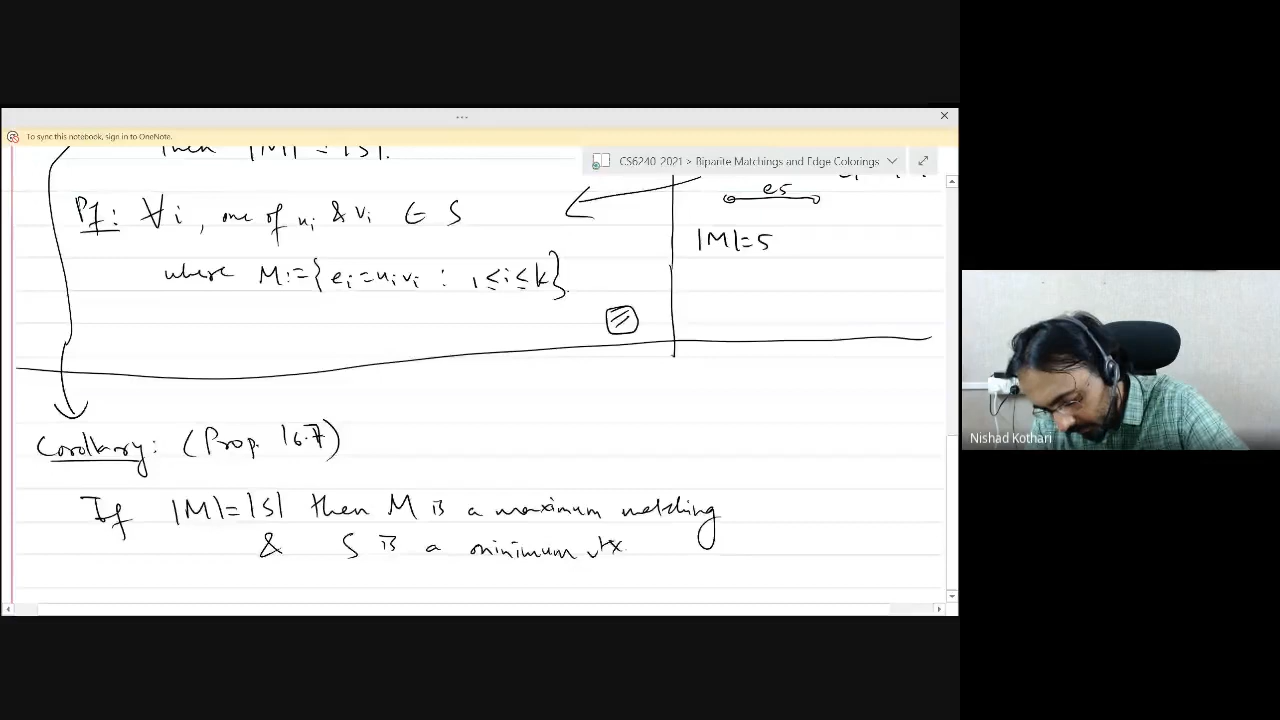 To sync this notebook, sign in to OneNote.
CS6240-2021 > Biparite Matchings and Edge Colorings
then |M| ≤ |S|.
e5
Pf: ∀i, one of ui & vi ∈ S
|M|=5
where M:={ei=uivi : 1≤i≤k}.
Corollary: (Prop. 16.7)
If |M|=|S| then M is a maximum matching
& S is a minimum vtx
Nishad Kothari